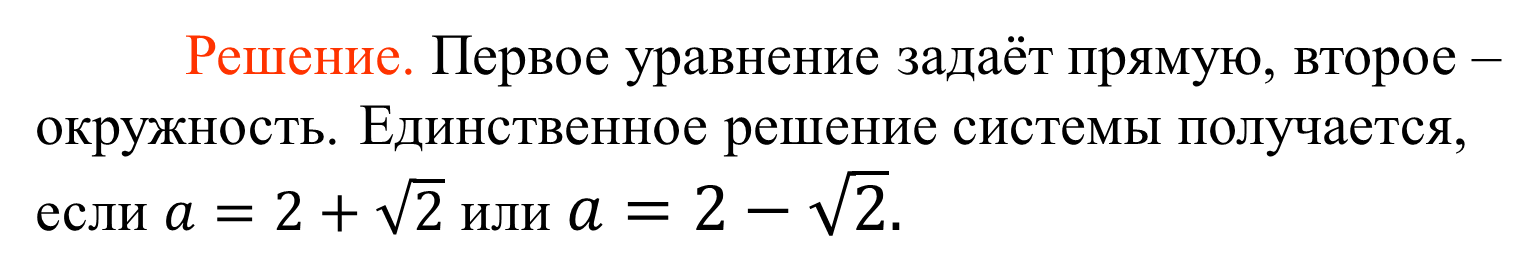 Решение. Первое уравнение задаёт прямую, второе –
окружность. Единственное решение системы получается,
если a = 2 + √2 или a = 2 − √2.